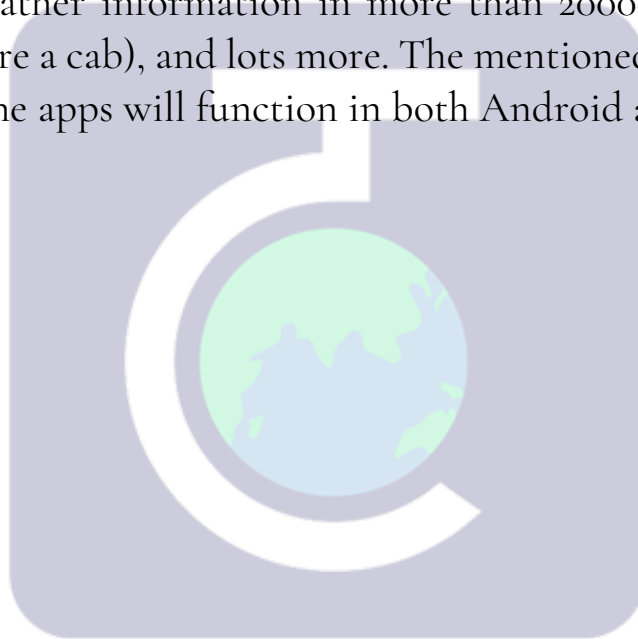 ather information in more than 2000
re a cab), and lots more. The mentioned
ne apps will function in both Android a